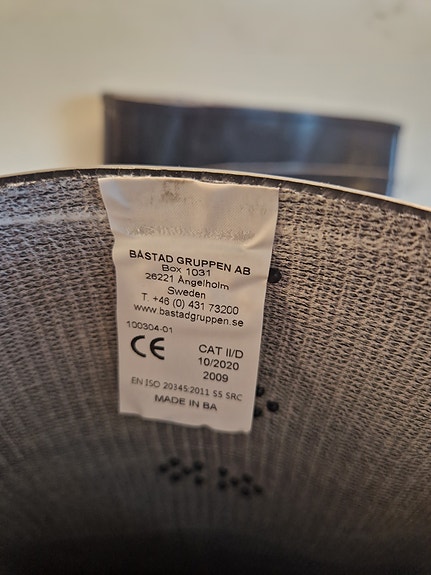 BÅSTAD GRUPPEN AB
Box 1031
26221 Ängelholm
Sweden
T. +46 (0) 431 73200
www.bastadgruppen.se
100304-01
CE CAT II/D
10/2020
2009
EN ISO 20345:2011 S5 SRC
MADE IN BA